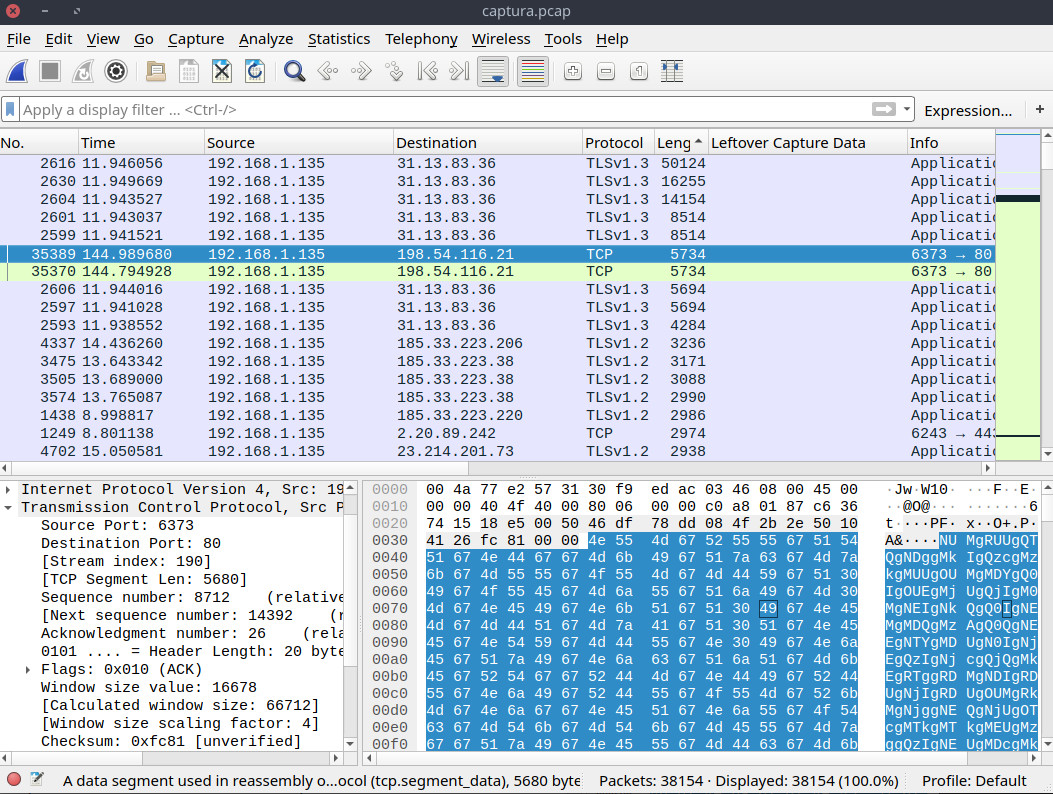 captura.pcap
File Edit View Go Capture Analyze Statistics Telephony Wireless Tools Help
Apply a display filter ... <Ctrl-/> Expression... +
No. Time Source Destination Protocol Leng Leftover Capture Data Info
2616 11.946056 192.168.1.135 31.13.83.36 TLSv1.3 50124 Applicatio
2630 11.949669 192.168.1.135 31.13.83.36 TLSv1.3 16255 Applicatio
2604 11.943527 192.168.1.135 31.13.83.36 TLSv1.3 14154 Applicatio
2601 11.943037 192.168.1.135 31.13.83.36 TLSv1.3 8514 Applicatio
2599 11.941521 192.168.1.135 31.13.83.36 TLSv1.3 8514 Applicatio
35389 144.989680 192.168.1.135 198.54.116.21 TCP 5734 6373 → 80
35370 144.794928 192.168.1.135 198.54.116.21 TCP 5734 6373 → 80
2606 11.944016 192.168.1.135 31.13.83.36 TLSv1.3 5694 Applicatio
2597 11.941028 192.168.1.135 31.13.83.36 TLSv1.3 5694 Applicatio
2593 11.938552 192.168.1.135 31.13.83.36 TLSv1.3 4284 Applicatio
4337 14.436260 192.168.1.135 185.33.223.206 TLSv1.2 3236 Applicatio
3475 13.643342 192.168.1.135 185.33.223.38 TLSv1.2 3171 Applicatio
3505 13.689000 192.168.1.135 185.33.223.38 TLSv1.2 3088 Applicatio
3574 13.765087 192.168.1.135 185.33.223.38 TLSv1.2 2990 Applicatio
1438 8.998817 192.168.1.135 185.33.223.220 TLSv1.2 2986 Applicatio
1249 8.801138 192.168.1.135 2.20.89.242 TCP 2974 6243 → 443
4702 15.050581 192.168.1.135 23.214.201.73 TLSv1.2 2938 Applicatio
Internet Protocol Version 4, Src: 19
Transmission Control Protocol, Src P
Source Port: 6373
Destination Port: 80
[Stream index: 190]
[TCP Segment Len: 5680]
Sequence number: 8712 (relative
[Next sequence number: 14392 (r
Acknowledgment number: 26 (rela
0101 .... = Header Length: 20 byte
Flags: 0x010 (ACK)
Window size value: 16678
[Calculated window size: 66712]
[Window size scaling factor: 4]
Checksum: 0xfc81 [unverified]
0000 00 4a 77 e2 57 31 30 f9 ed ac 03 46 08 00 45 00 ·Jw·W10· ···F··E·
0010 00 00 40 4f 40 00 80 06 00 00 c0 a8 01 87 c6 36 ··@O@··· ·······6
0020 74 15 18 e5 00 50 46 df 78 dd 08 4f 2b 2e 50 10 t····PF· x··O+.P·
0030 41 26 fc 81 00 00 4e 55 4d 67 52 55 55 67 51 54 A&····NU MgRUUgQT
0040 51 67 4e 44 67 67 4d 6b 49 67 51 7a 63 67 4d 7a QgNDggMk IgQzcgMz
0050 6b 67 4d 55 55 67 4f 55 4d 67 4d 44 59 67 51 30 kgMUUgOU MgMDYgQ0
0060 49 67 4f 55 45 67 4d 6a 55 67 51 6a 49 67 4d 30 IgOUEgMj UgQjIgM0
0070 4d 67 4e 45 49 67 4e 6b 51 67 51 30 49 67 4e 45 MgNEIgNk QgQ0IgNE
0080 4d 67 4d 44 51 67 4d 7a 41 67 51 30 51 67 4e 45 MgMDQgMz AgQ0QgNE
0090 45 67 4e 54 59 67 4d 44 55 67 4e 30 49 67 4e 6a EgNTYgMD UgN0IgNj
00a0 45 67 51 7a 49 67 4e 6a 63 67 51 6a 51 67 4d 6b EgQzIgNj cgQjQgMk
00b0 45 67 52 54 67 67 52 44 4d 67 4e 44 49 67 52 44 EgRTggRD MgNDIgRD
00c0 55 67 4e 6a 49 67 52 44 55 67 4f 55 4d 67 52 6b UgNjIgRD UgOUMgRk
00d0 4d 67 4e 6a 67 67 4e 45 51 67 4e 6a 55 67 4f 54 MgNjggNE QgNjUgOT
00e0 63 67 4d 54 6b 67 4d 54 6b 67 4d 45 55 67 4d 7a cgMTkgMT kgMEUgMz
00f0 67 67 51 7a 49 67 4e 45 55 67 4d 44 63 67 4d 6b ggQzIgNE UgMDcgMk
A data segment used in reassembly o...ocol (tcp.segment_data), 5680 byte Packets: 38154 · Displayed: 38154 (100.0%) Profile: Default